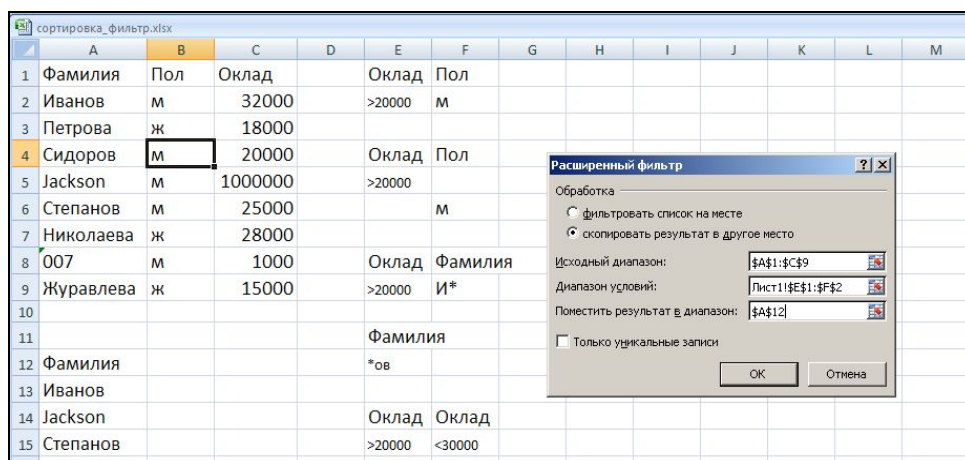 сортировка_фильтр.xlsx
A B C D E F G H I J K L M
1 Фамилия Пол Оклад Оклад Пол
2 Иванов м 32000 >20000 м
3 Петрова ж 18000
4 Сидоров м 20000 Оклад Пол
5 Jackson м 1000000 >20000
6 Степанов м 25000 м
7 Николаева ж 28000
8 007 м 1000 Оклад Фамилия
9 Журавлева ж 15000 >20000 И*
10
11 Фамилия
12 Фамилия *ов
13 Иванов
14 Jackson Оклад Оклад
15 Степанов >20000 <30000
Расширенный фильтр
Обработка
фильтровать список на месте
скопировать результат в другое место
Исходный диапазон: $A$1:$C$9
Диапазон условий: Лист1!$E$1:$F$2
Поместить результат в диапазон: $A$12
Только уникальные записи
ОК Отмена